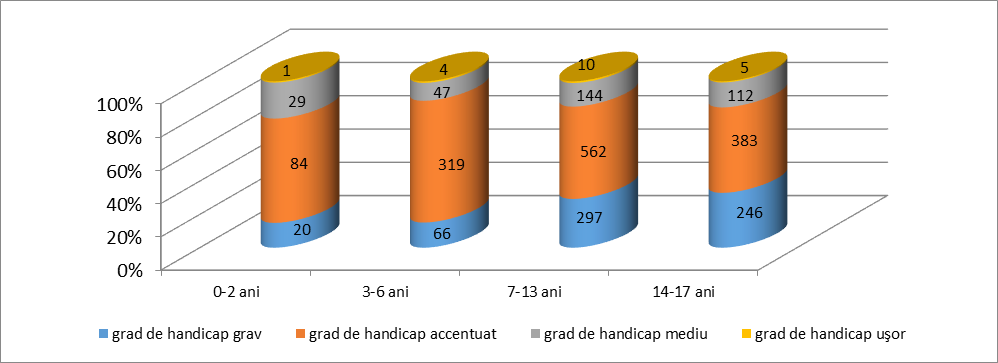 1 4 10 5
29 47 144 112
100%
84 319 562 383
80%
60%
40%
20 66 297 246
20%
0%
0-2 ani 3-6 ani 7-13 ani 14-17 ani
grad de handicap grav grad de handicap accentuat grad de handicap mediu grad de handicap uşor